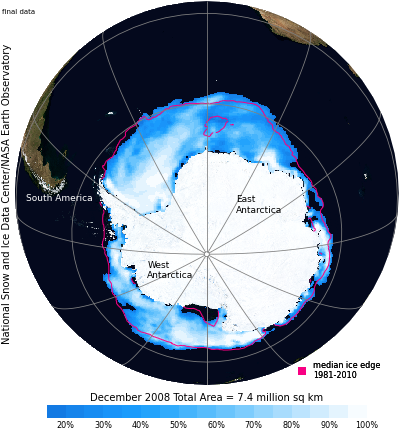 final data
National Snow and Ice Data Center/NASA Earth Observatory
South America
East
Antarctica
West
Antarctica
median ice edge
1981-2010
December 2008 Total Area = 7.4 million sq km
20% 30% 40% 50% 60% 70% 80% 90% 100%